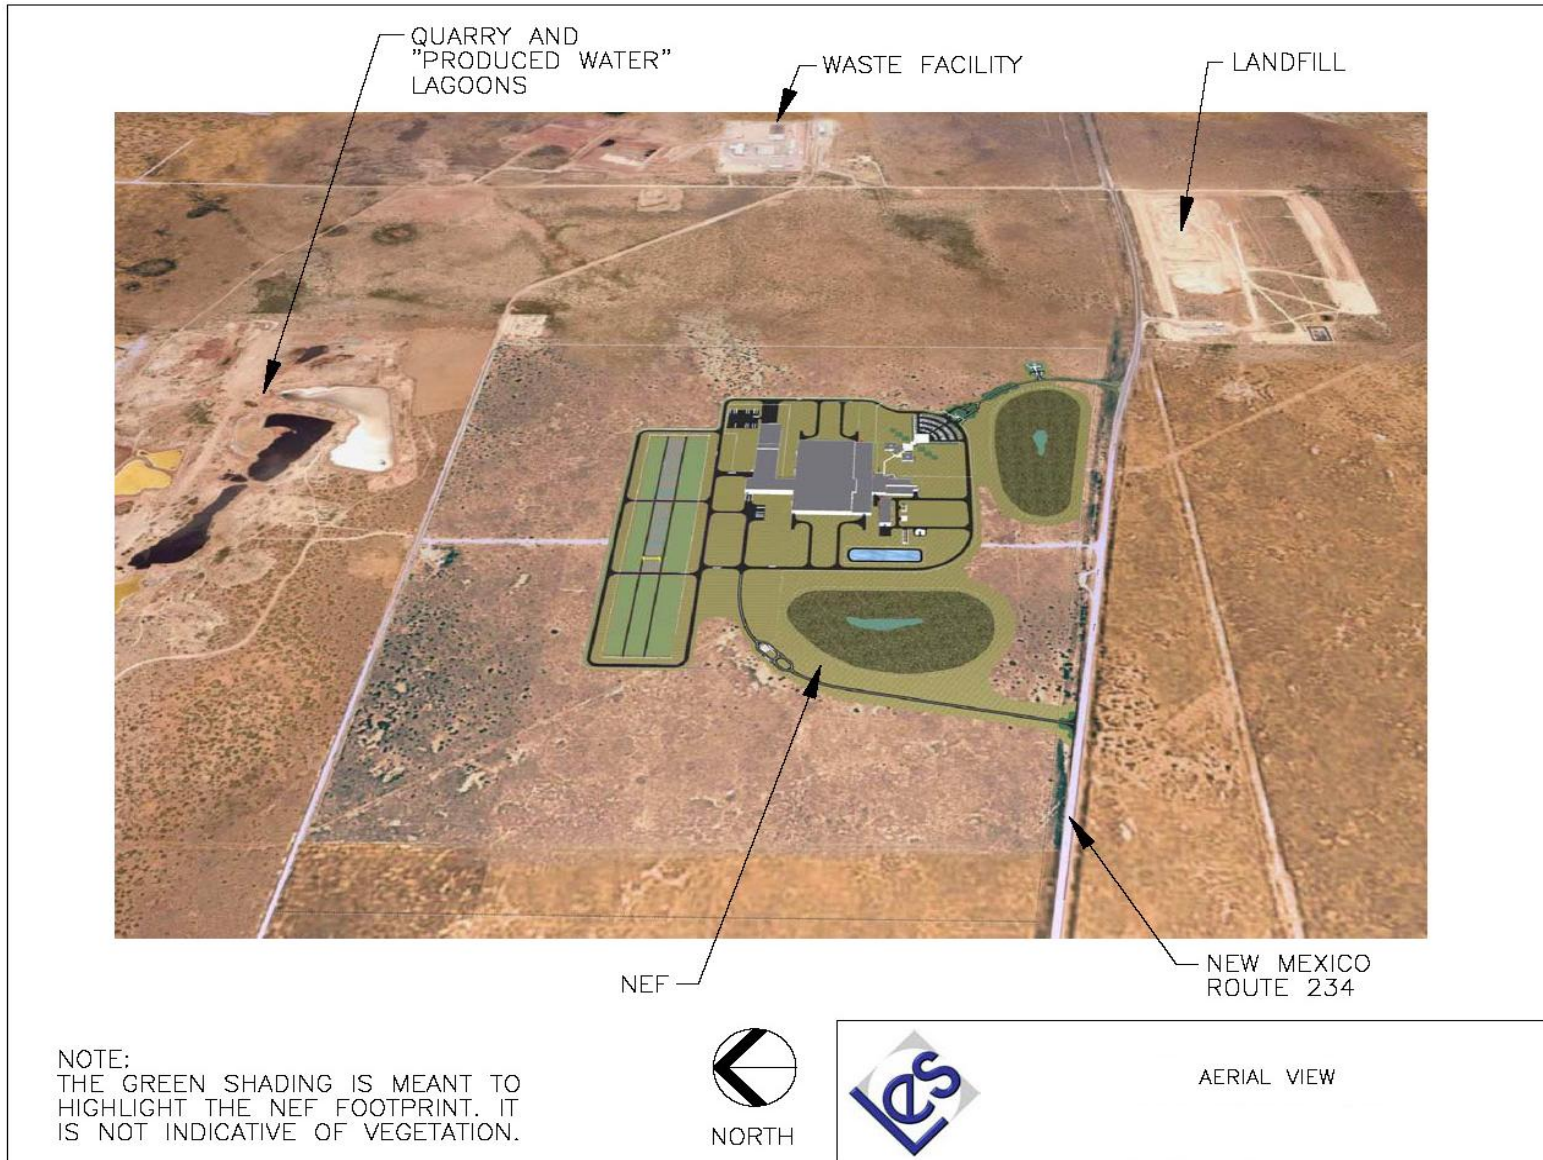 QUARRY AND
"PRODUCED WATER"
LAGOONS
WASTE FACILITY
LANDFILL
NEF
NEW MEXICO
ROUTE 234
NOTE:
THE GREEN SHADING IS MEANT TO
HIGHLIGHT THE NEF FOOTPRINT. IT
IS NOT INDICATIVE OF VEGETATION.
NORTH
LES
AERIAL VIEW